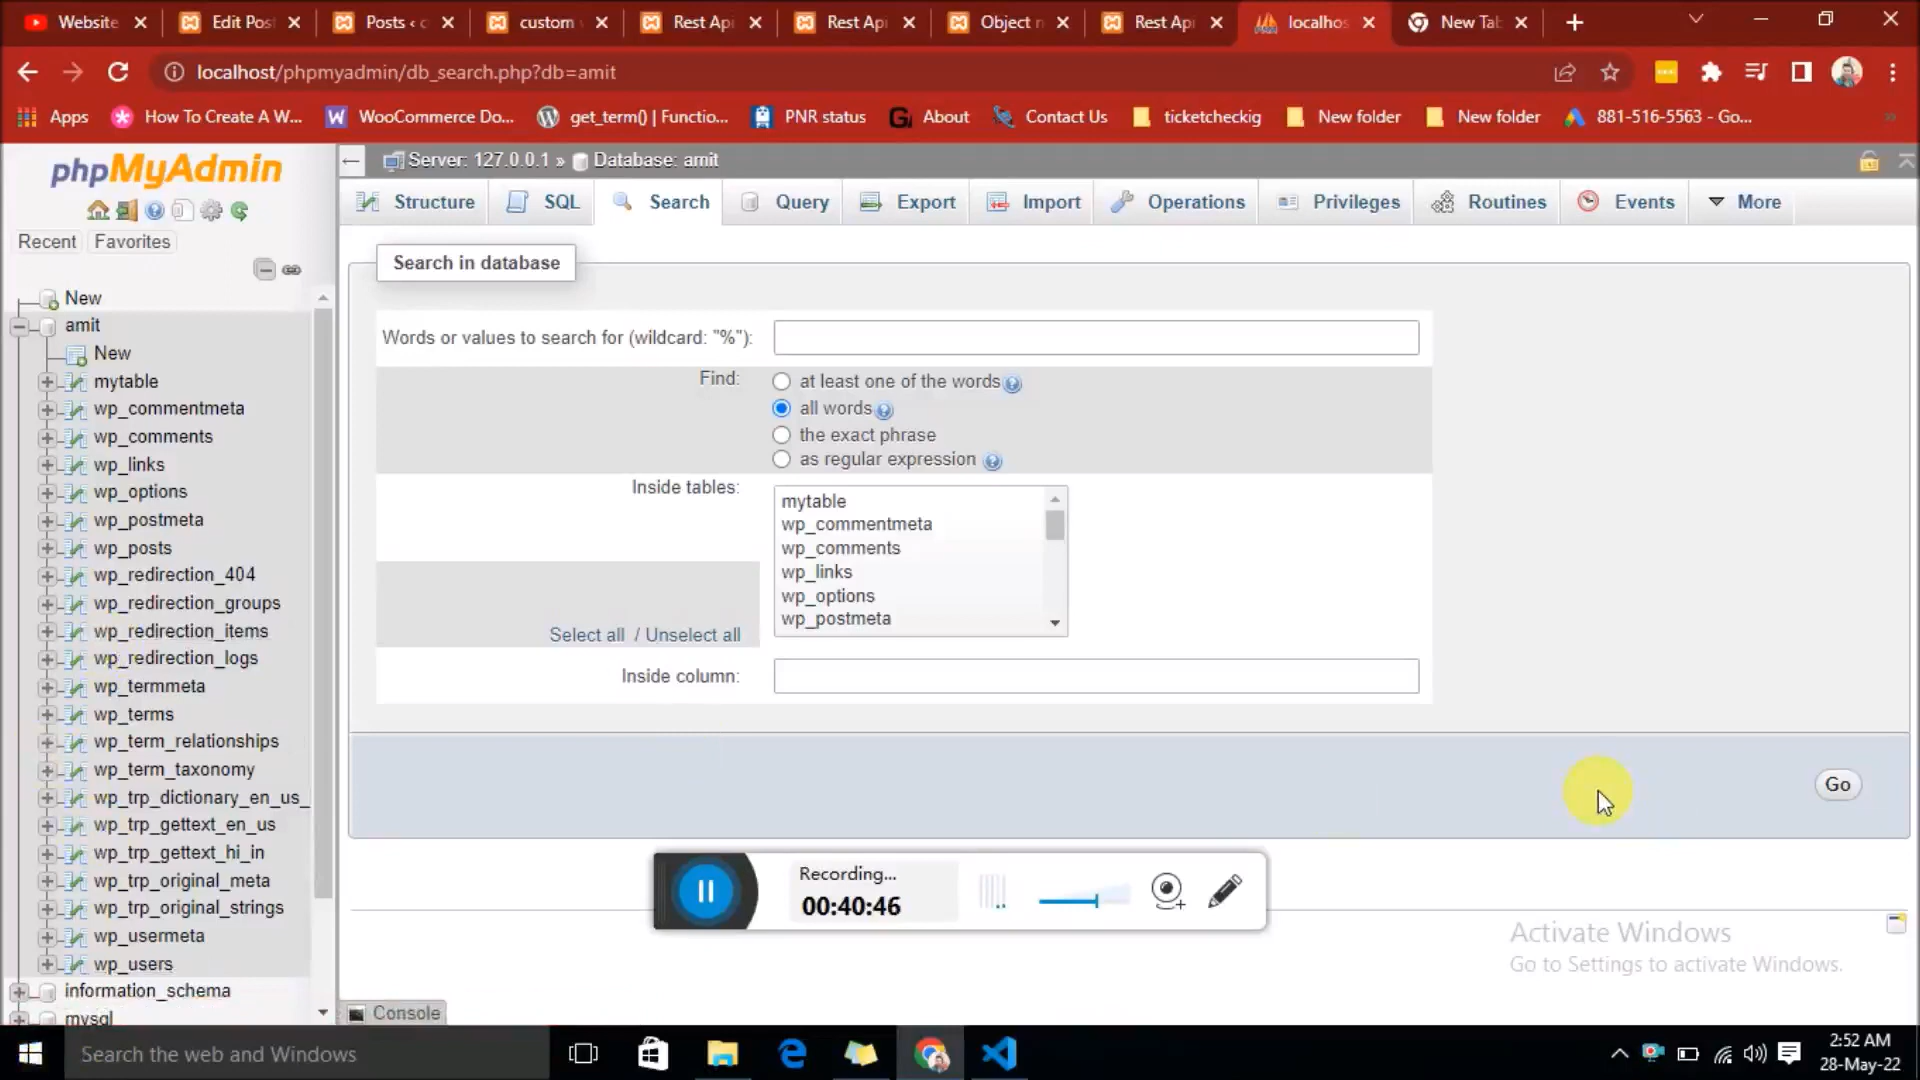 Website
Edit Pos
Posts ‹ c
custom
Rest Api
Rest Api
Object n
Rest Api
localhos
New Tab
localhost/phpmyadmin/db_search.php?db=amit
Apps
How To Create A W...
WooCommerce Do...
get_term() | Functio...
PNR status
About
Contact Us
ticketcheckig
New folder
New folder
881-516-5563 - Go...
phpMyAdmin
Recent
Favorites
New
amit
New
mytable
wp_commentmeta
wp_comments
wp_links
wp_options
wp_postmeta
wp_posts
wp_redirection_404
wp_redirection_groups
wp_redirection_items
wp_redirection_logs
wp_termmeta
wp_terms
wp_term_relationships
wp_term_taxonomy
wp_trp_dictionary_en_us_
wp_trp_gettext_en_us
wp_trp_gettext_hi_in
wp_trp_original_meta
wp_trp_original_strings
wp_usermeta
wp_users
information_schema
mysql
Server: 127.0.0.1 » Database: amit
Structure
SQL
Search
Query
Export
Import
Operations
Privileges
Routines
Events
More
Search in database
Words or values to search for (wildcard: "%"):
Find:
at least one of the words
all words
the exact phrase
as regular expression
Inside tables:
mytable
wp_commentmeta
wp_comments
wp_links
wp_options
wp_postmeta
Select all / Unselect all
Inside column:
Go
Recording...
00:40:46
Activate Windows
Go to Settings to activate Windows.
Console
Search the web and Windows
2:52 AM
28-May-22